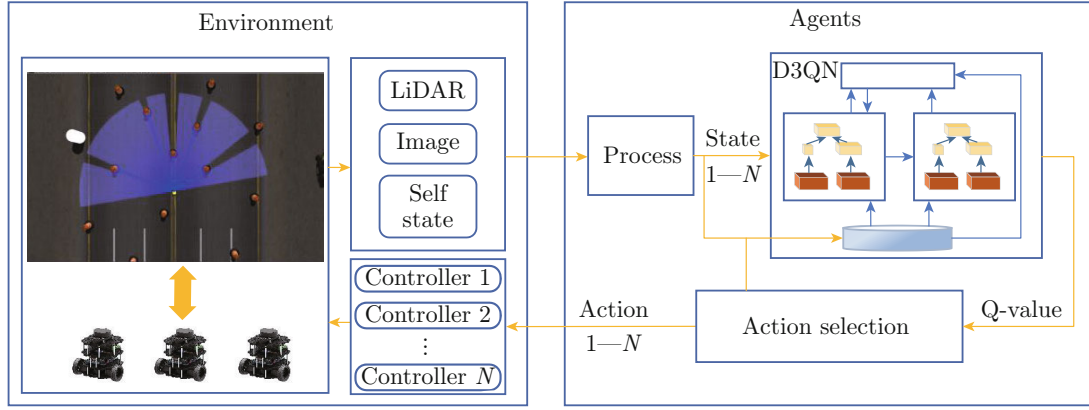 Environment
LiDAR
Image
Self
state
Controller 1
Controller 2
⋮
Controller N
Agents
D3QN
Process
State
1—N
Action
1—N
Action selection
Q-value